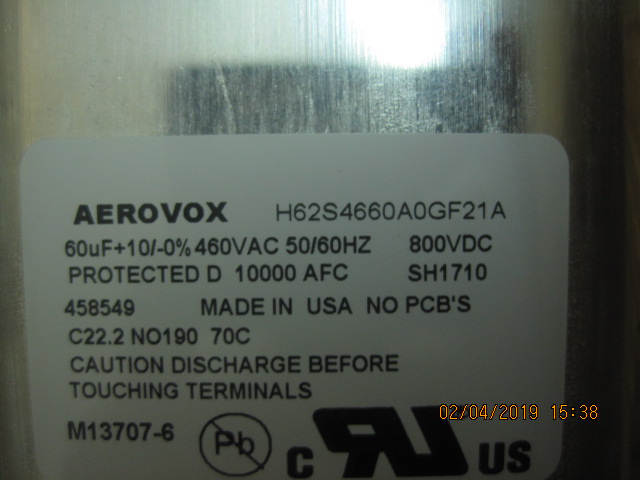 AEROVOX H62S4660A0GF21A
60uF+10/-0% 460VAC 50/60HZ 800VDC
PROTECTED D 10000 AFC SH1710
458549 MADE IN USA NO PCB'S
C22.2 NO190 70C
CAUTION DISCHARGE BEFORE
TOUCHING TERMINALS
M13707-6 Pb c RU US
02/04/2019 15:38